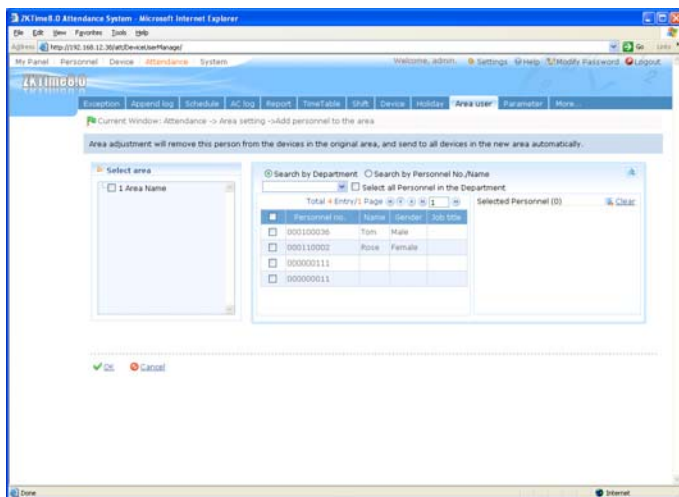 ZKTime8.0 Attendance System - Microsoft Internet Explorer
File Edit View Favorites Tools Help
Address http://192.168.12.36/att/DeviceUserManage/ Go Links
My Panel Personnel Device Attendance System Welcome, admin. Settings Help Modify Password Logout
ZKTime8.0
Exception Append log Schedule AC log Report TimeTable Shift Device Holiday Area user Parameter More...
Current Window: Attendance -> Area setting ->Add personnel to the area
Area adjustment will remove this person from the devices in the original area, and send to all devices in the new area automatically.
Select area
1 Area Name
Search by Department Search by Personnel No./Name
Select all Personnel in the Department
Total 4 Entry/1 Page 1
Selected Personnel (0) Clear
Personnel no. Name Gender Job title
000100036 Tom Male
000110002 Rose Female
000000111
000000011
OK Cancel
Done Internet